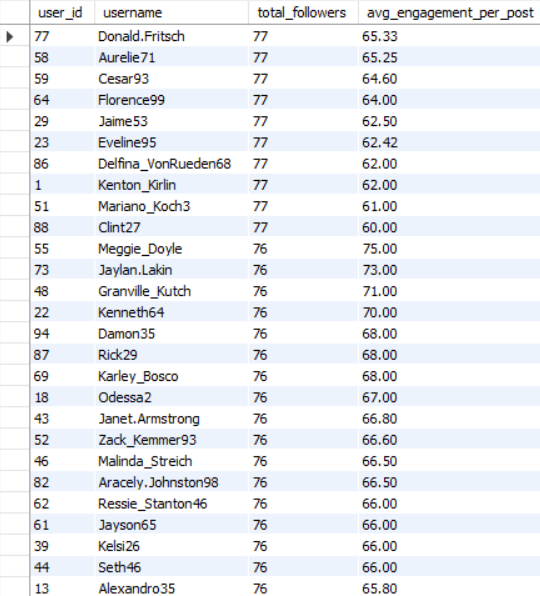 user_id username total_followers avg_engagement_per_post
77 Donald.Fritsch 77 65.33
58 Aurelie71 77 65.25
59 Cesar93 77 64.60
64 Florence99 77 64.00
29 Jaime53 77 62.50
23 Eveline95 77 62.42
86 Delfina_VonRueden68 77 62.00
1 Kenton_Kirlin 77 62.00
51 Mariano_Koch3 77 61.00
88 Clint27 77 60.00
55 Meggie_Doyle 76 75.00
73 Jaylan.Lakin 76 73.00
48 Granville_Kutch 76 71.00
22 Kenneth64 76 70.00
94 Damon35 76 68.00
87 Rick29 76 68.00
69 Karley_Bosco 76 68.00
18 Odessa2 76 67.00
43 Janet.Armstrong 76 66.80
52 Zack_Kemmer93 76 66.60
46 Malinda_Streich 76 66.50
82 Aracely.Johnston98 76 66.50
62 Ressie_Stanton46 76 66.00
61 Jayson65 76 66.00
39 Kelsi26 76 66.00
44 Seth46 76 66.00
13 Alexandro35 76 65.80